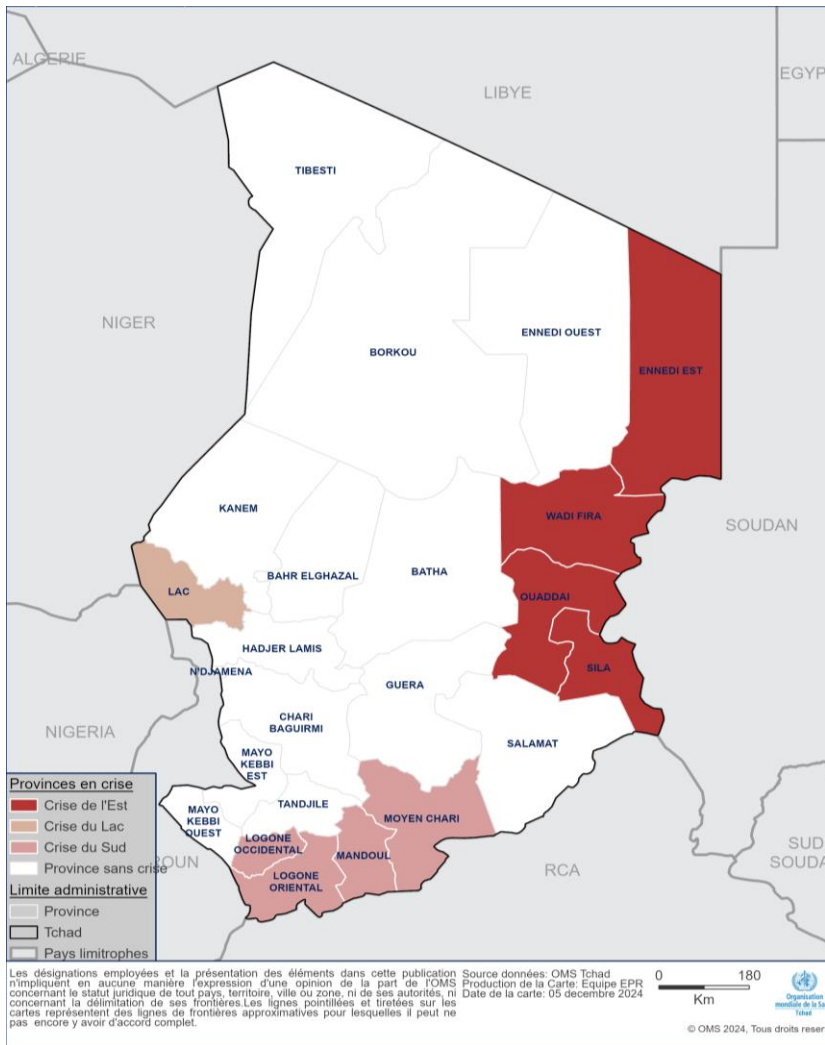 ALGERIE
LIBYE
EGYP
TIBESTI
NIGER
ENNEDI OUEST
BORKOU
ENNEDI EST
KANEM
WADI FIRA
SOUDAN
BAHR ELGHAZAL
BATHA
LAC
OUADDAI
HADJER LAMIS
N'DJAMENA
GUERA
SILA
CHARI
BAGUIRMI
NIGERIA
SALAMAT
MAYO
KEBBI
EST
TANDJILE
MAYO
KEBBI
OUEST
MOYEN CHARI
LOGONE
OCCIDENTAL
MANDOUL
LOGONE
ORIENTAL
ROUN
RCA
SUD
SOUDA
Provinces en crise
Crise de l'Est
Crise du Lac
Crise du Sud
Province sans crise
Limite administrative
Province
Tchad
Pays limitrophes
Les désignations employées et la présentation des éléments dans cette publication
n'impliquent en aucune manière l'expression d'une opinion de la part de l'OMS
concernant le statut juridique de tout pays, territoire, ville ou zone, ni de ses autorités, ni
concernant la délimitation de ses frontières.Les lignes pointillées et tiretées sur les
cartes représentent des lignes de frontières approximatives pour lesquelles il peut ne
pas encore y avoir d'accord complet.
Source données: OMS Tchad
Production de la Carte: Equipe EPR
Date de la carte: 05 decembre 2024
0 180
Km
Organisation
mondiale de la Sa
Tchad
© OMS 2024, Tous droits reser